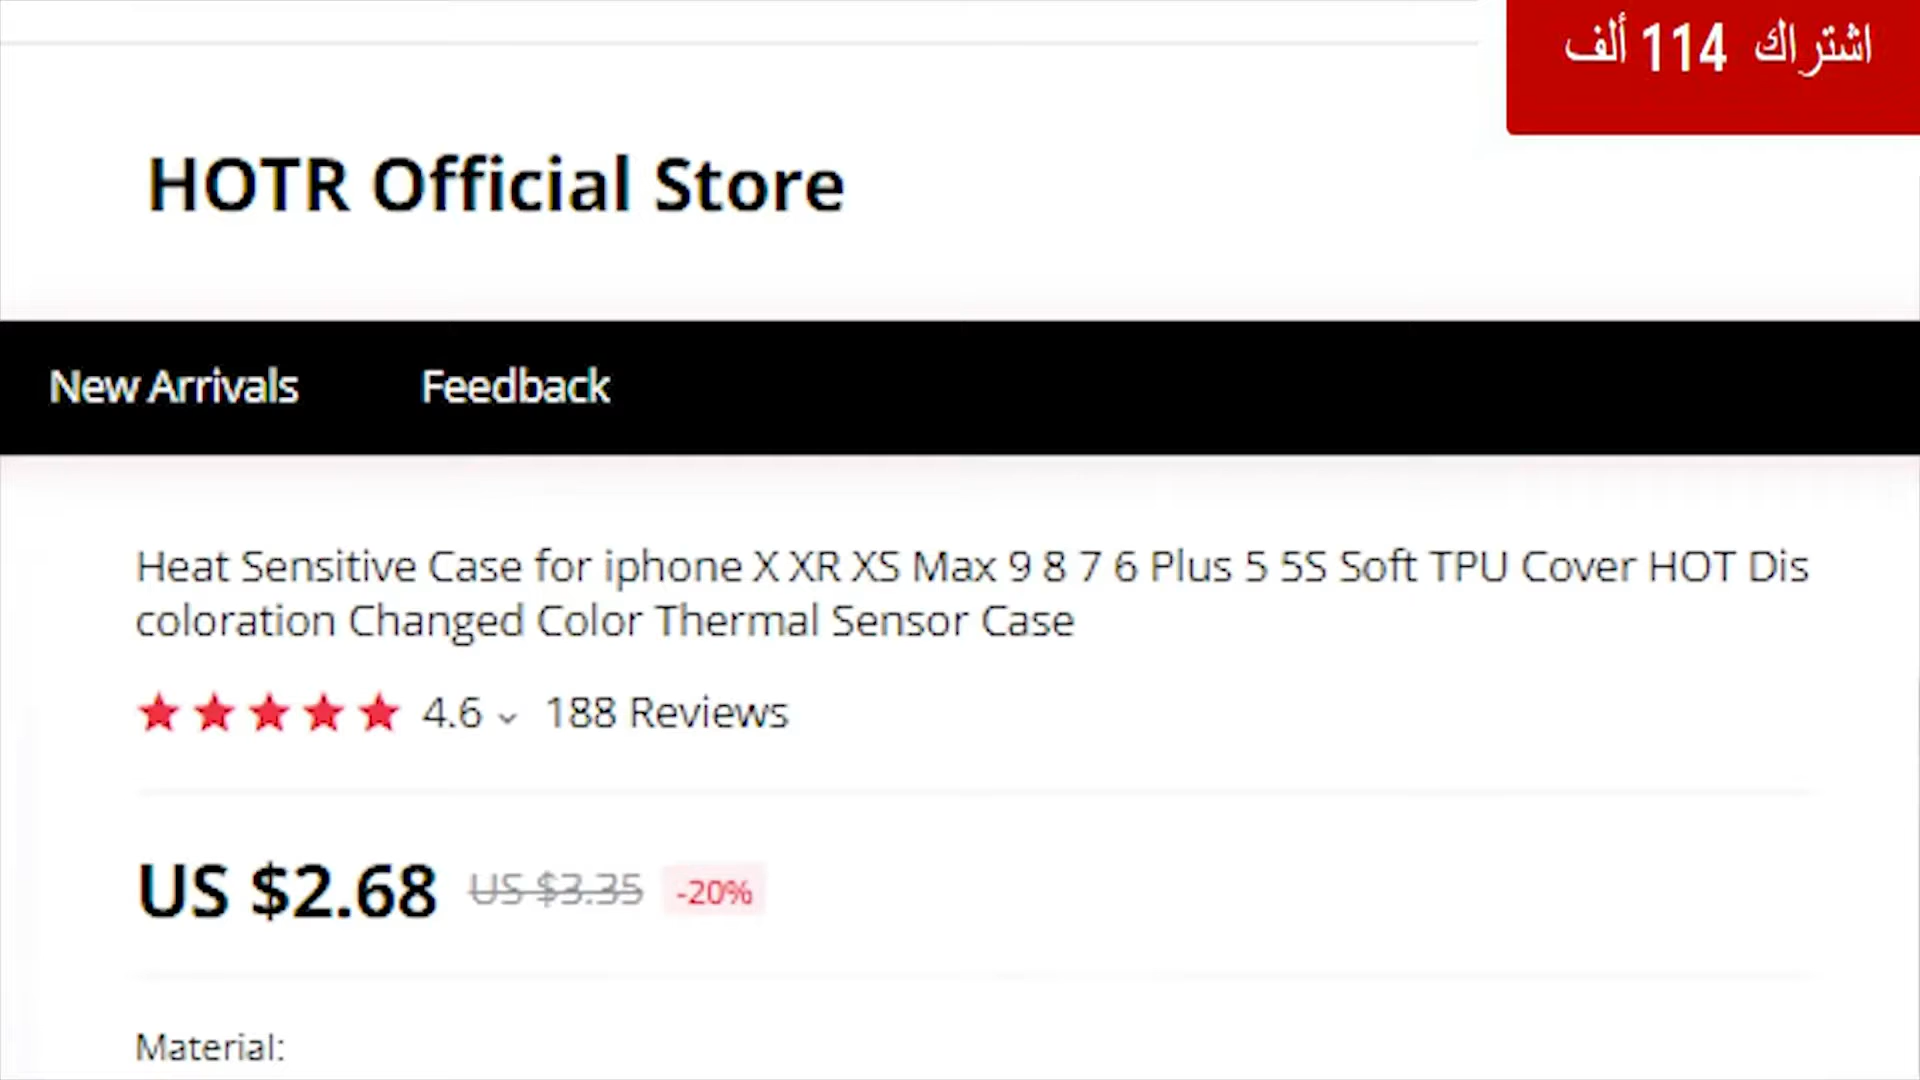 اشتراك 114 ألف
HOTR Official Store
New Arrivals Feedback
Heat Sensitive Case for iphone X XR XS Max 9 8 7 6 Plus 5 5S Soft TPU Cover HOT Dis
coloration Changed Color Thermal Sensor Case
4.6 188 Reviews
US $2.68 US $3.35 -20%
Material: